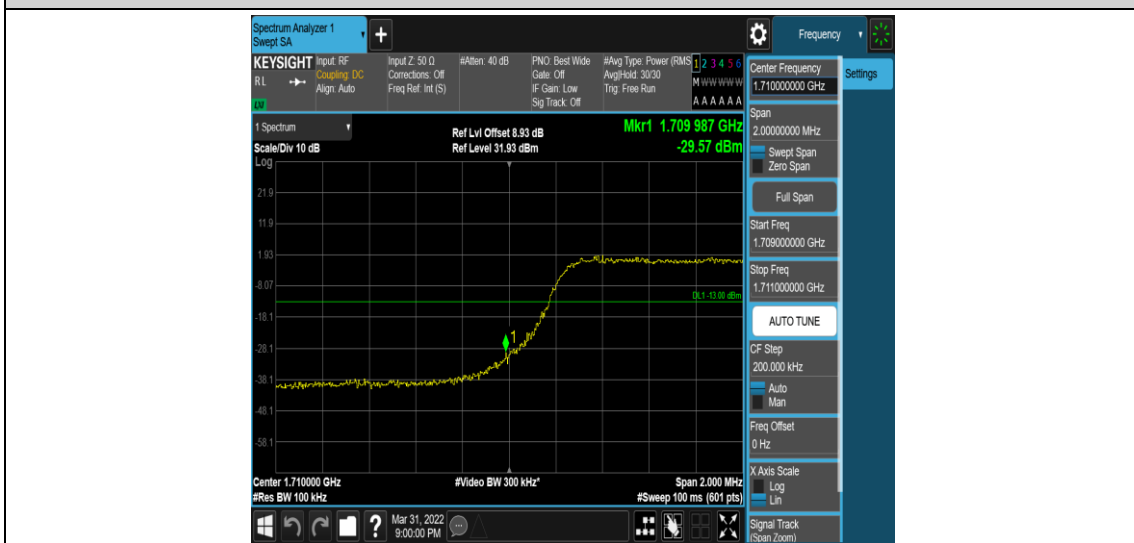 Spectrum Analyzer 1
Swept SA
+
Frequency
KEYSIGHT
RL
LXI
Input: RF
Coupling: DC
Align: Auto
Input Z: 50 Ω
Corrections: Off
Freq Ref: Int (S)
#Atten: 40 dB
PNO: Best Wide
Gate: Off
IF Gain: Low
Sig Track: Off
#Avg Type: Power (RMS
Avg|Hold: 30/30
Trig: Free Run
1 2 3 4 5 6
M W W W W W
A A A A A A
Center Frequency
1.710000000 GHz
Settings
Span
2.00000000 MHz
Swept Span
Zero Span
Full Span
Start Freq
1.709000000 GHz
Stop Freq
1.711000000 GHz
AUTO TUNE
CF Step
200.000 kHz
Auto
Man
Freq Offset
0 Hz
X Axis Scale
Log
Lin
Signal Track
(Span Zoom)
1 Spectrum
Scale/Div 10 dB
Log
Ref Lvl Offset 8.93 dB
Ref Level 31.93 dBm
Mkr1 1.709 987 GHz
-29.57 dBm
21.9
11.9
1.93
-8.07
DL1 -13.00 dBm
-18.1
1
-28.1
-38.1
-48.1
-58.1
Center 1.710000 GHz
#Res BW 100 kHz
#Video BW 300 kHz*
Span 2.000 MHz
#Sweep 100 ms (601 pts)
?
Mar 31, 2022
9:00:00 PM